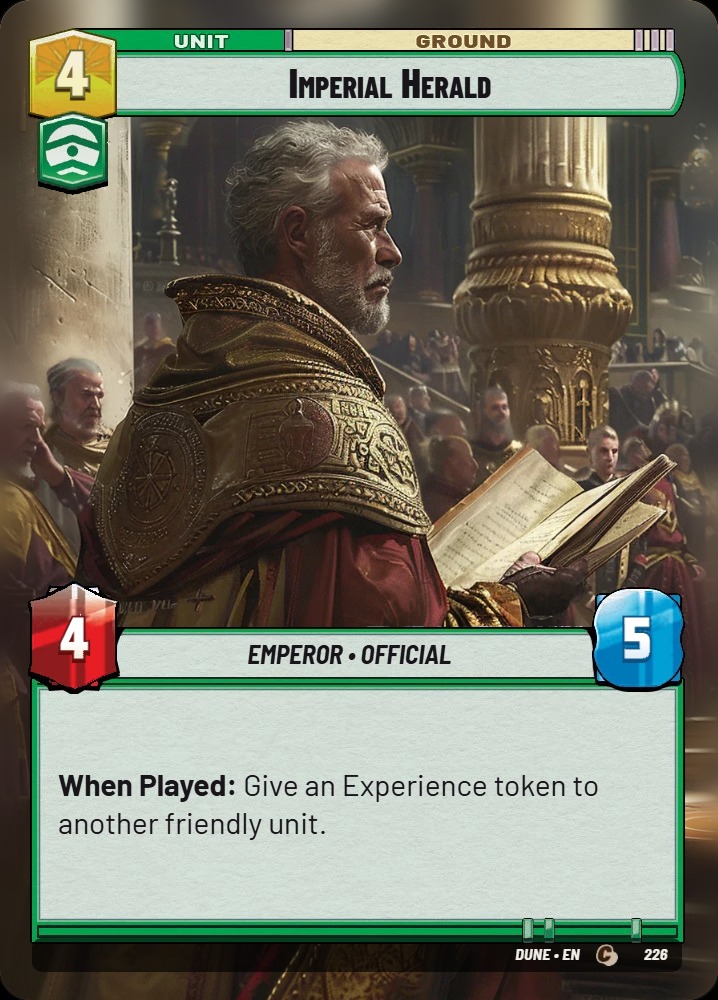 UNIT
GROUND
4
Imperial Herald
4
EMPEROR • OFFICIAL
5
When Played: Give an Experience token to
another friendly unit.
DUNE • EN
C
226